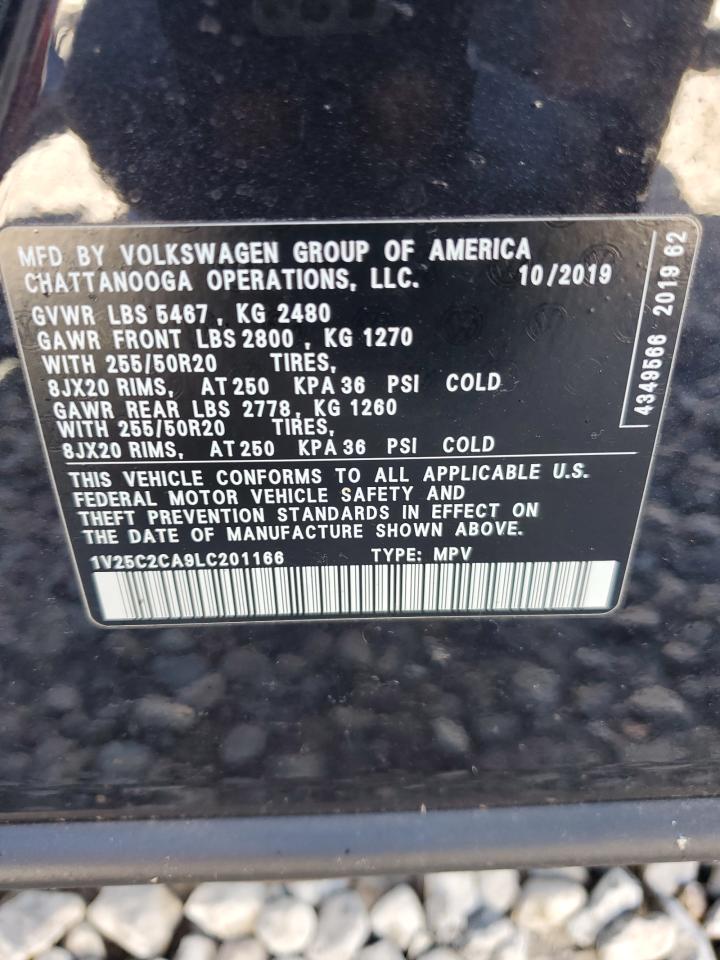 MFD BY VOLKSWAGEN GROUP OF AMERICA
CHATTANOOGA OPERATIONS, LLC. 10/2019
GVWR LBS 5467 , KG 2480
GAWR FRONT LBS 2800 , KG 1270
WITH 255/50R20 TIRES,
8JX20 RIMS, AT 250 KPA 36 PSI COLD
GAWR REAR LBS 2778, KG 1260
WITH 255/50R20 TIRES,
8JX20 RIMS, AT 250 KPA 36 PSI COLD
THIS VEHICLE CONFORMS TO ALL APPLICABLE U.S.
FEDERAL MOTOR VEHICLE SAFETY AND
THEFT PREVENTION STANDARDS IN EFFECT ON
THE DATE OF MANUFACTURE SHOWN ABOVE.
1V25C2CA9LC201166 TYPE: MPV
4349566 2019 62